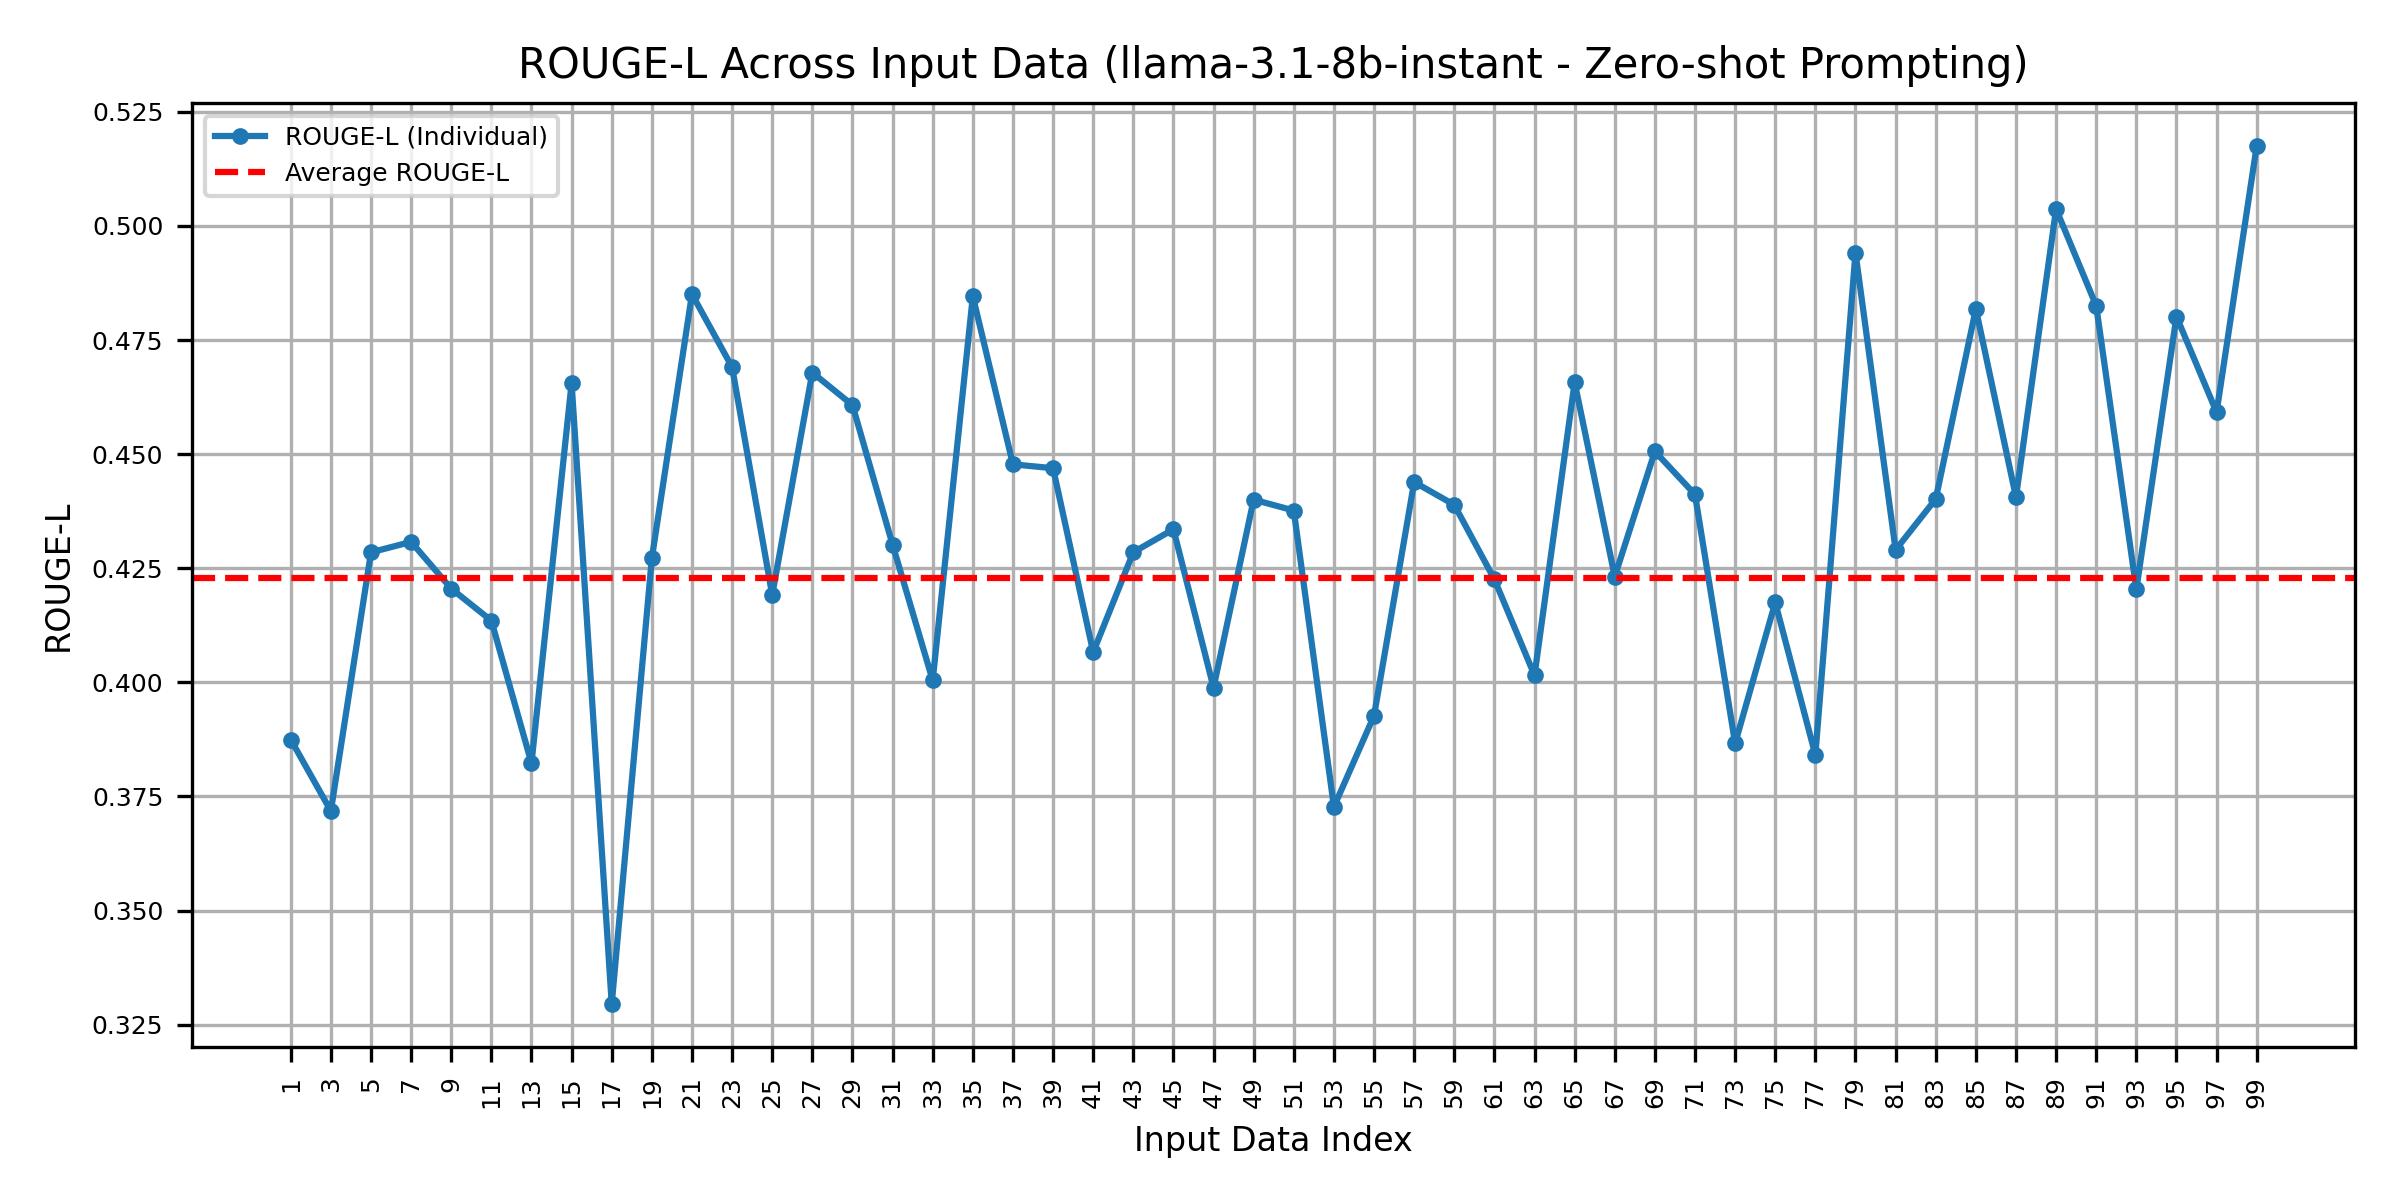 ROUGE-L Across Input Data (llama-3.1-8b-instant - Zero-shot Prompting)
ROUGE-L (Individual)
Average ROUGE-L
ROUGE-L
0.525
0.500
0.475
0.450
0.425
0.400
0.375
0.350
0.325
1 3 5 7 9 11 13 15 17 19 21 23 25 27 29 31 33 35 37 39 41 43 45 47 49 51 53 55 57 59 61 63 65 67 69 71 73 75 77 79 81 83 85 87 89 91 93 95 97 99
Input Data Index